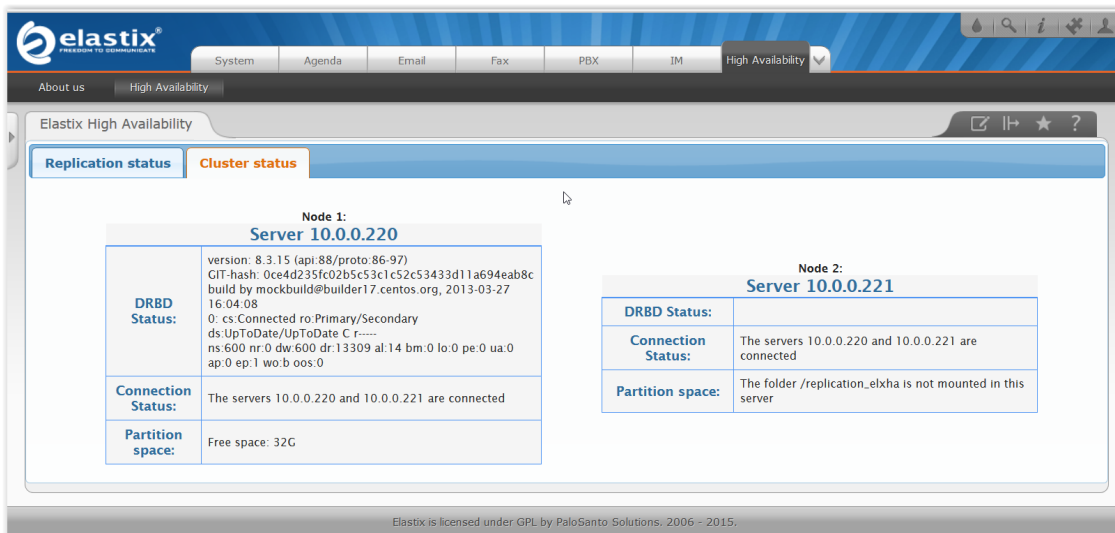 elastix®
FREEDOM TO COMMUNICATE
System
Agenda
Email
Fax
PBX
IM
High Availability
About us
High Availability
Elastix High Availability
?
Replication status
Cluster status
Node 1:
Server 10.0.0.220
DRBD
Status:
version: 8.3.15 (api:88/proto:86-97)
GIT-hash: 0ce4d235fc02b5c53c1c52c53433d11a694eab8c
build by mockbuild@builder17.centos.org, 2013-03-27
16:04:08
0: cs:Connected ro:Primary/Secondary
ds:UpToDate/UpToDate C r-----
ns:600 nr:0 dw:600 dr:13309 al:14 bm:0 lo:0 pe:0 ua:0
ap:0 ep:1 wo:b oos:0
Connection
Status:
The servers 10.0.0.220 and 10.0.0.221 are connected
Partition
space:
Free space: 32G
Node 2:
Server 10.0.0.221
DRBD Status:
Connection
Status:
The servers 10.0.0.220 and 10.0.0.221 are
connected
Partition space:
The folder /replication_elxha is not mounted in this
server
Elastix is licensed under GPL by PaloSanto Solutions. 2006 - 2015.